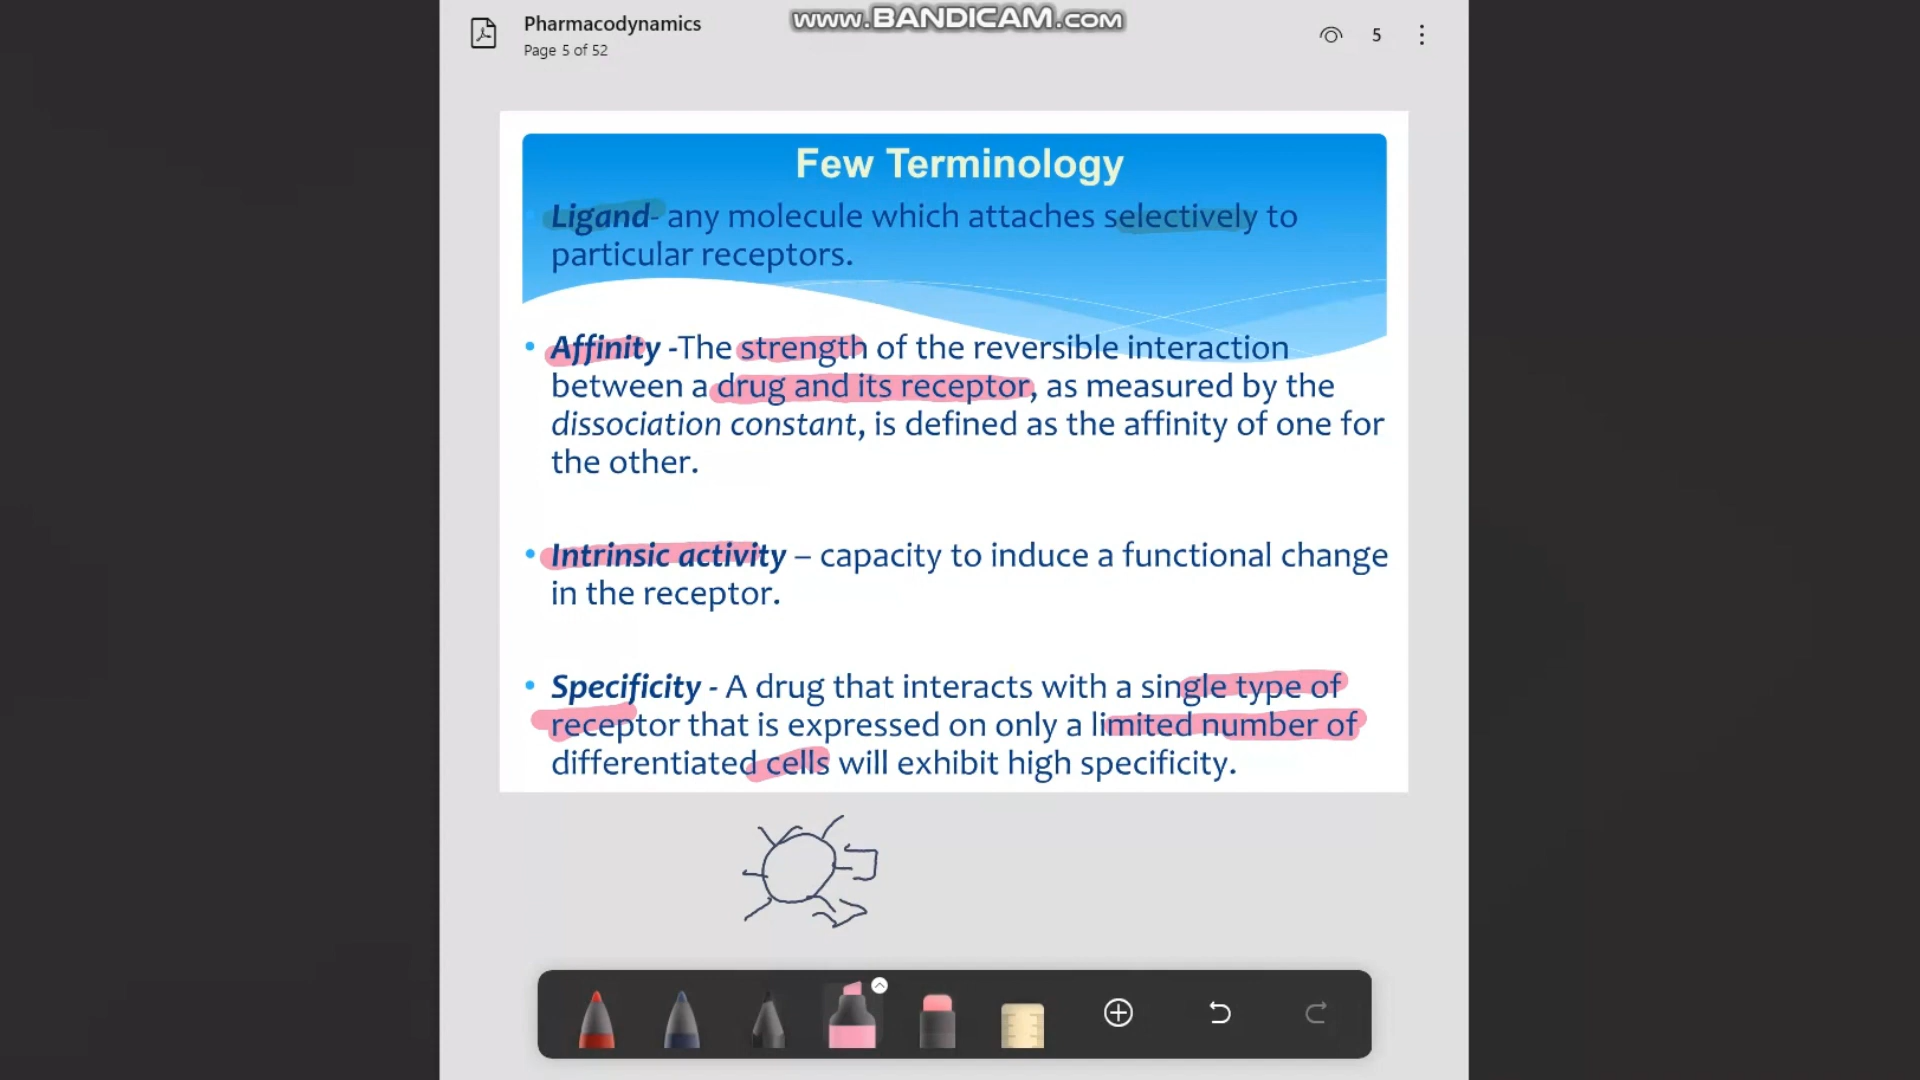 www.BANDICAM.com
Pharmacodynamics
Page 5 of 52
5
Few Terminology
Ligand- any molecule which attaches selectively to
particular receptors.
• Affinity -The strength of the reversible interaction
between a drug and its receptor, as measured by the
dissociation constant, is defined as the affinity of one for
the other.
• Intrinsic activity – capacity to induce a functional change
in the receptor.
• Specificity - A drug that interacts with a single type of
receptor that is expressed on only a limited number of
differentiated cells will exhibit high specificity.